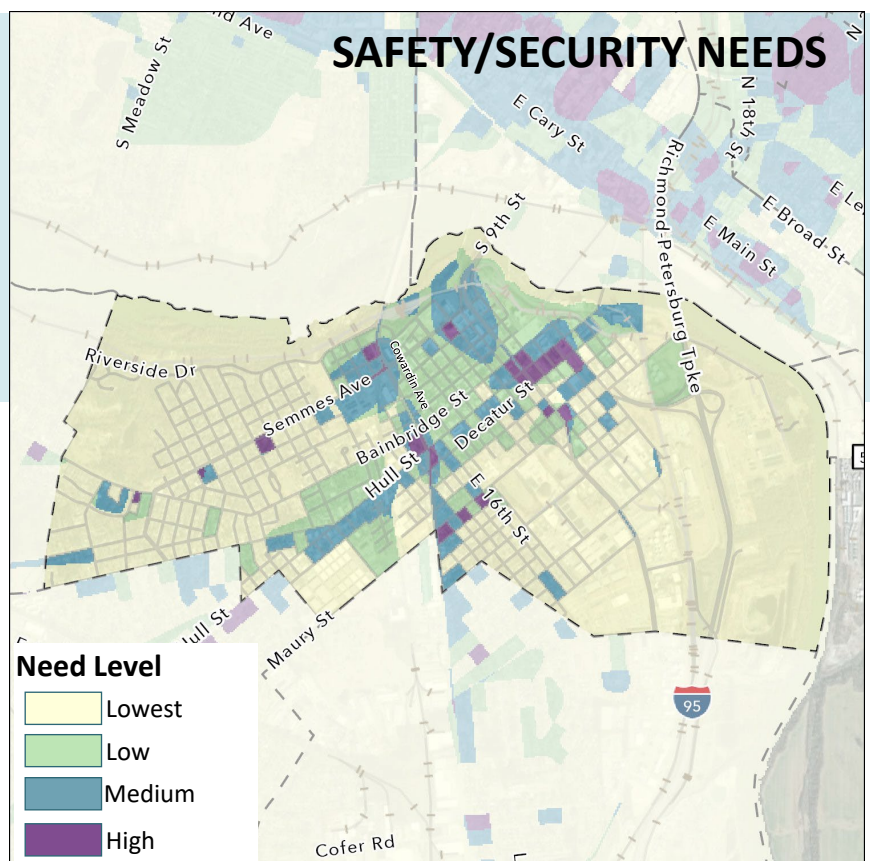 SAFETY/SECURITY NEEDS
nd Ave
S Meadow St
E Cary St
N 18th St
Richmond-Petersburg Tpke
E Broad St
E Le
E Main St
N
S 9th St
Riverside Dr
Cowardin Ave
Semmes Ave
Bainbridge St
Decatur St
Hull St
E 16th St
5
Hull St
Maury St
95
Need Level
Lowest
Low
Medium
High
Cofer Rd